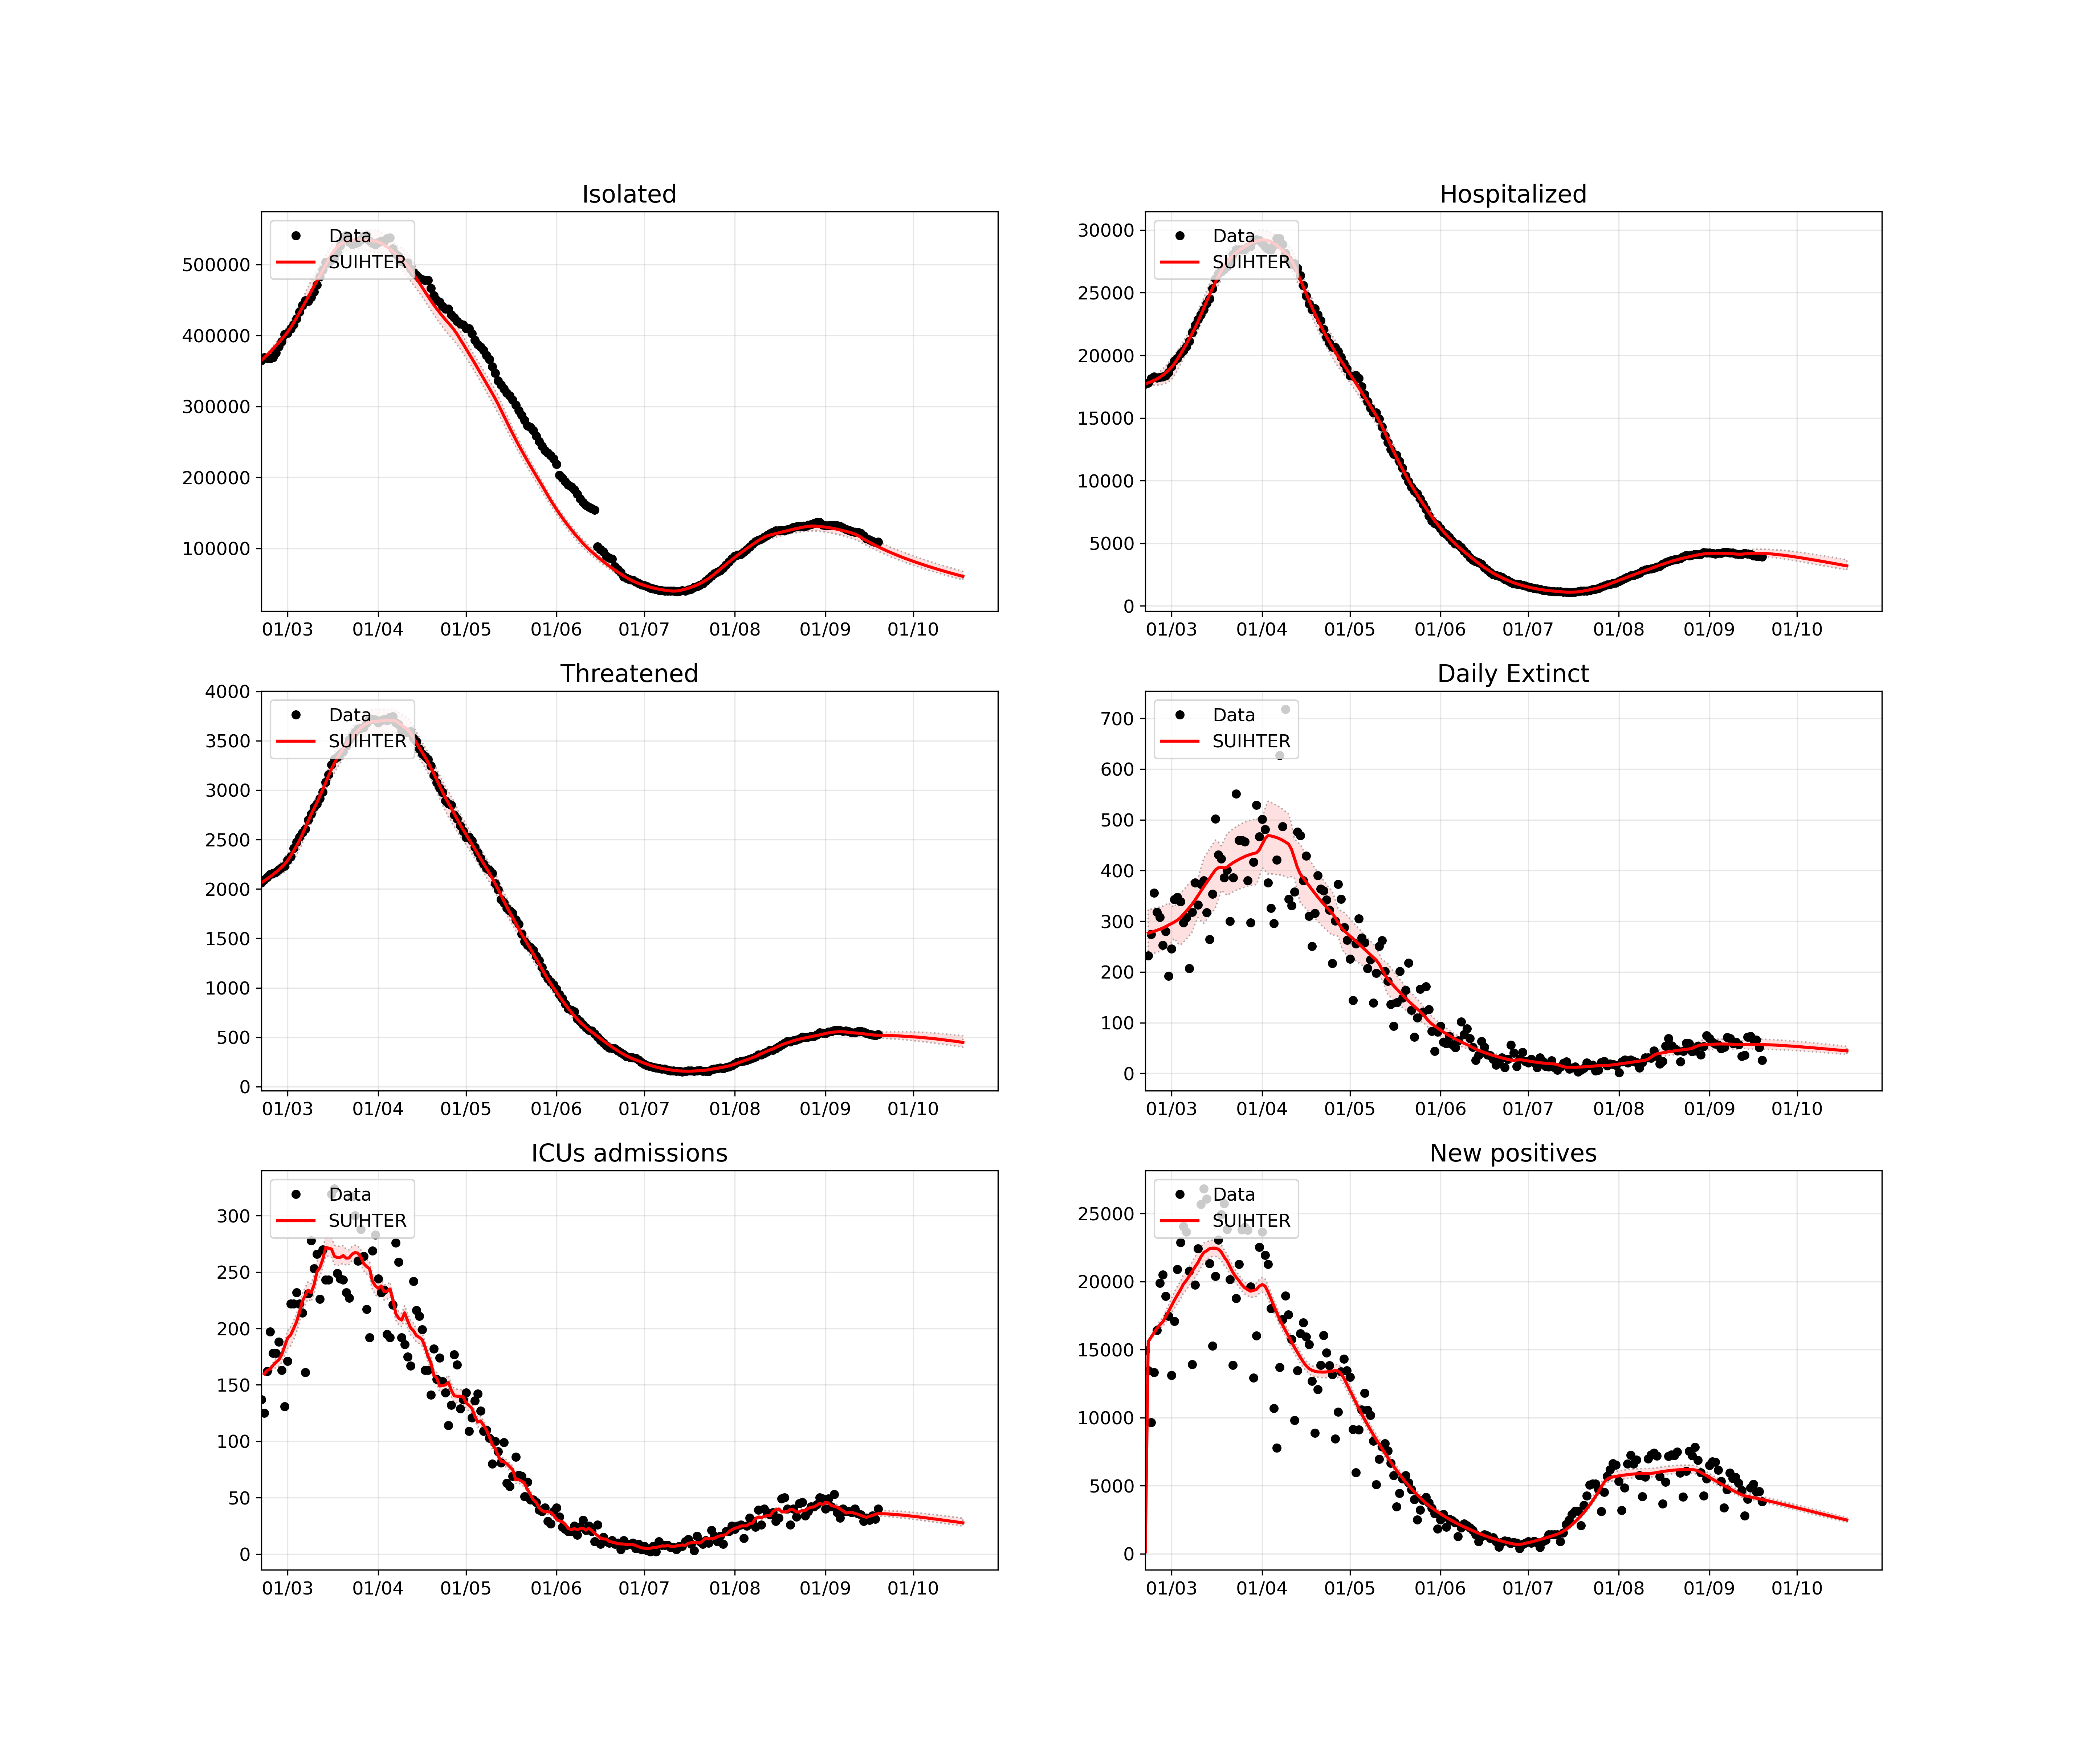 Isolated
Data
SUIHTER
500000
400000
300000
200000
100000
01/03 01/04 01/05 01/06 01/07 01/08 01/09 01/10
Hospitalized
Data
SUIHTER
30000
25000
20000
15000
10000
5000
0
01/03 01/04 01/05 01/06 01/07 01/08 01/09 01/10
Threatened
Data
SUIHTER
4000
3500
3000
2500
2000
1500
1000
500
0
01/03 01/04 01/05 01/06 01/07 01/08 01/09 01/10
Daily Extinct
Data
SUIHTER
700
600
500
400
300
200
100
0
01/03 01/04 01/05 01/06 01/07 01/08 01/09 01/10
ICUs admissions
Data
SUIHTER
300
250
200
150
100
50
0
01/03 01/04 01/05 01/06 01/07 01/08 01/09 01/10
New positives
Data
SUIHTER
25000
20000
15000
10000
5000
0
01/03 01/04 01/05 01/06 01/07 01/08 01/09 01/10